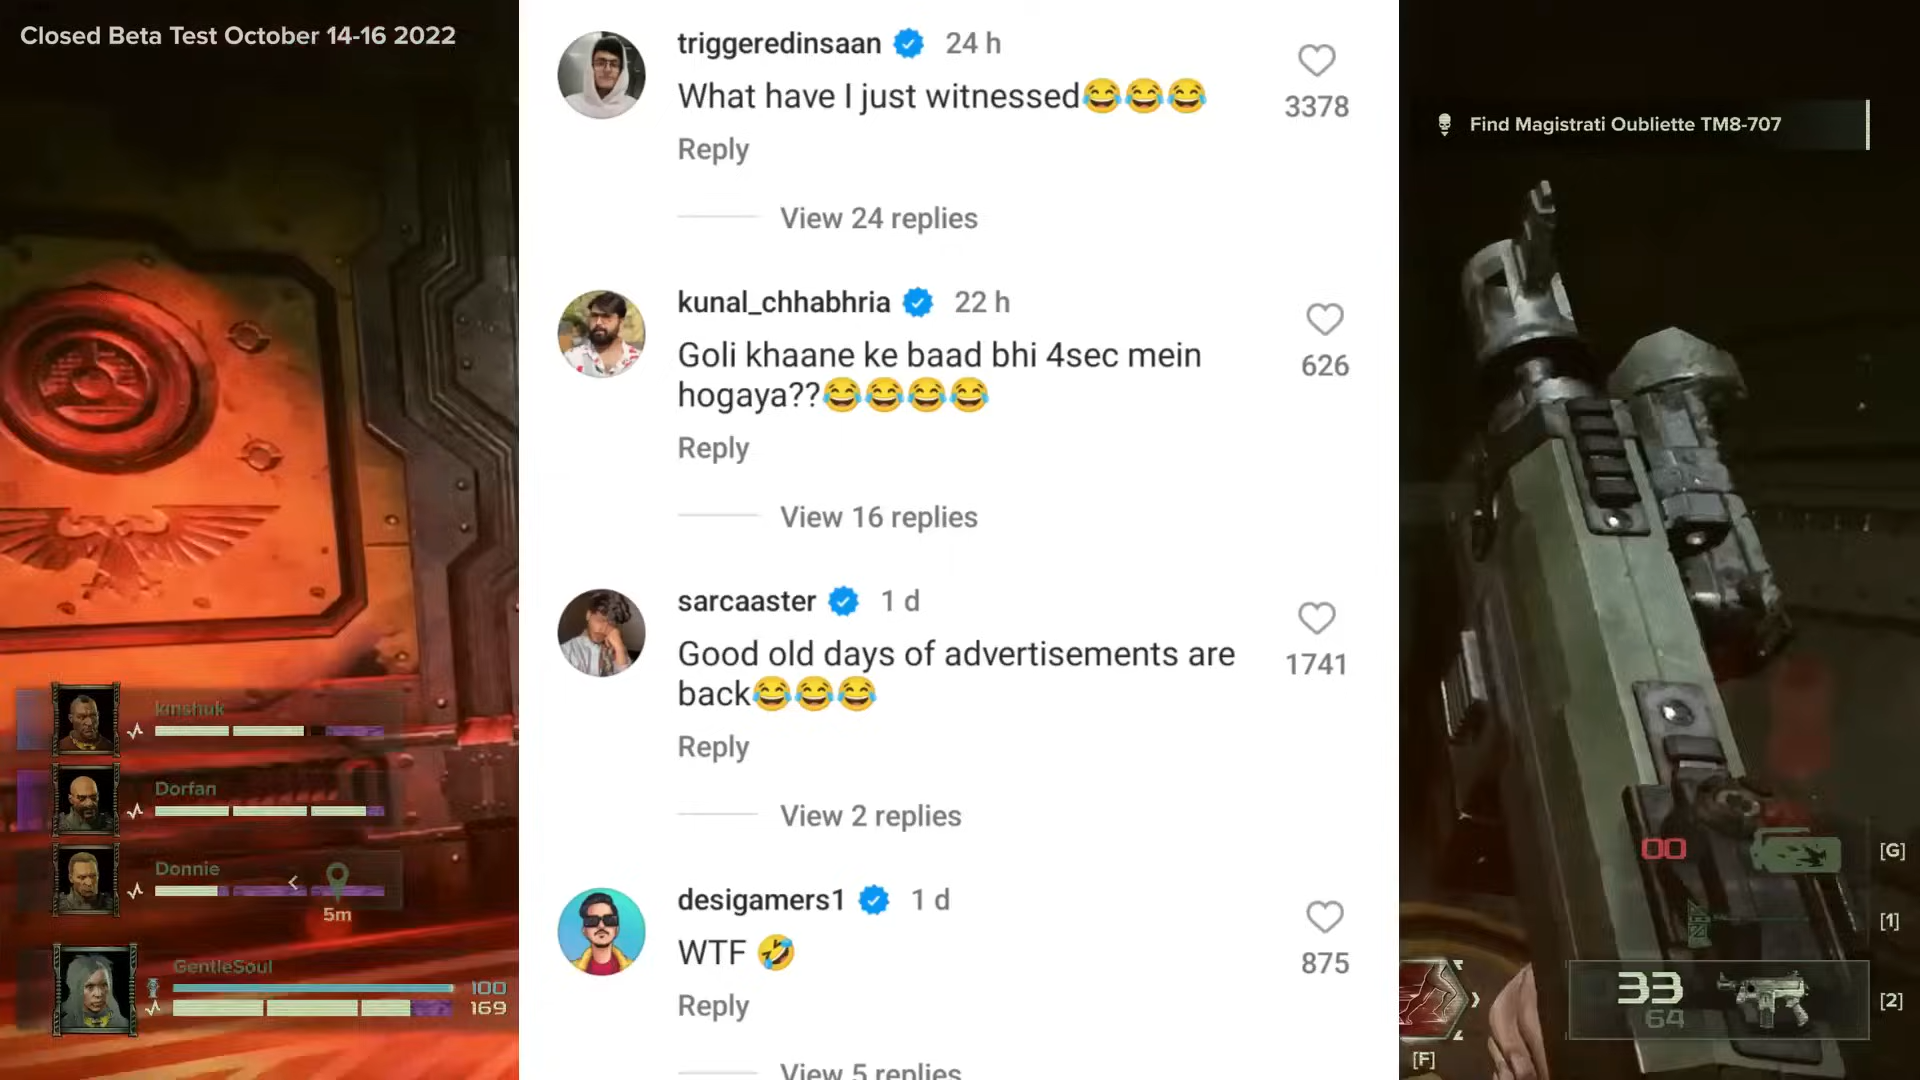 Closed Beta Test October 14-16 2022
triggeredinsaan 24 h
What have I just witnessed😂😂😂
3378
Reply
View 24 replies
kunal_chhabhria 22 h
Goli khaane ke baad bhi 4sec mein
hogaya??😂😂😂😂
626
Reply
View 16 replies
sarcaaster 1 d
Good old days of advertisements are
back😂😂😂
1741
Reply
View 2 replies
desigamers1 1 d
WTF 🤣
875
Reply
View 5 replies
kinshuk
Dorfan
Donnie
5m
GentleSoul
100
169
Find Magistrati Oubliette TM8-707
00
[G]
[1]
33
64
[2]
[F]